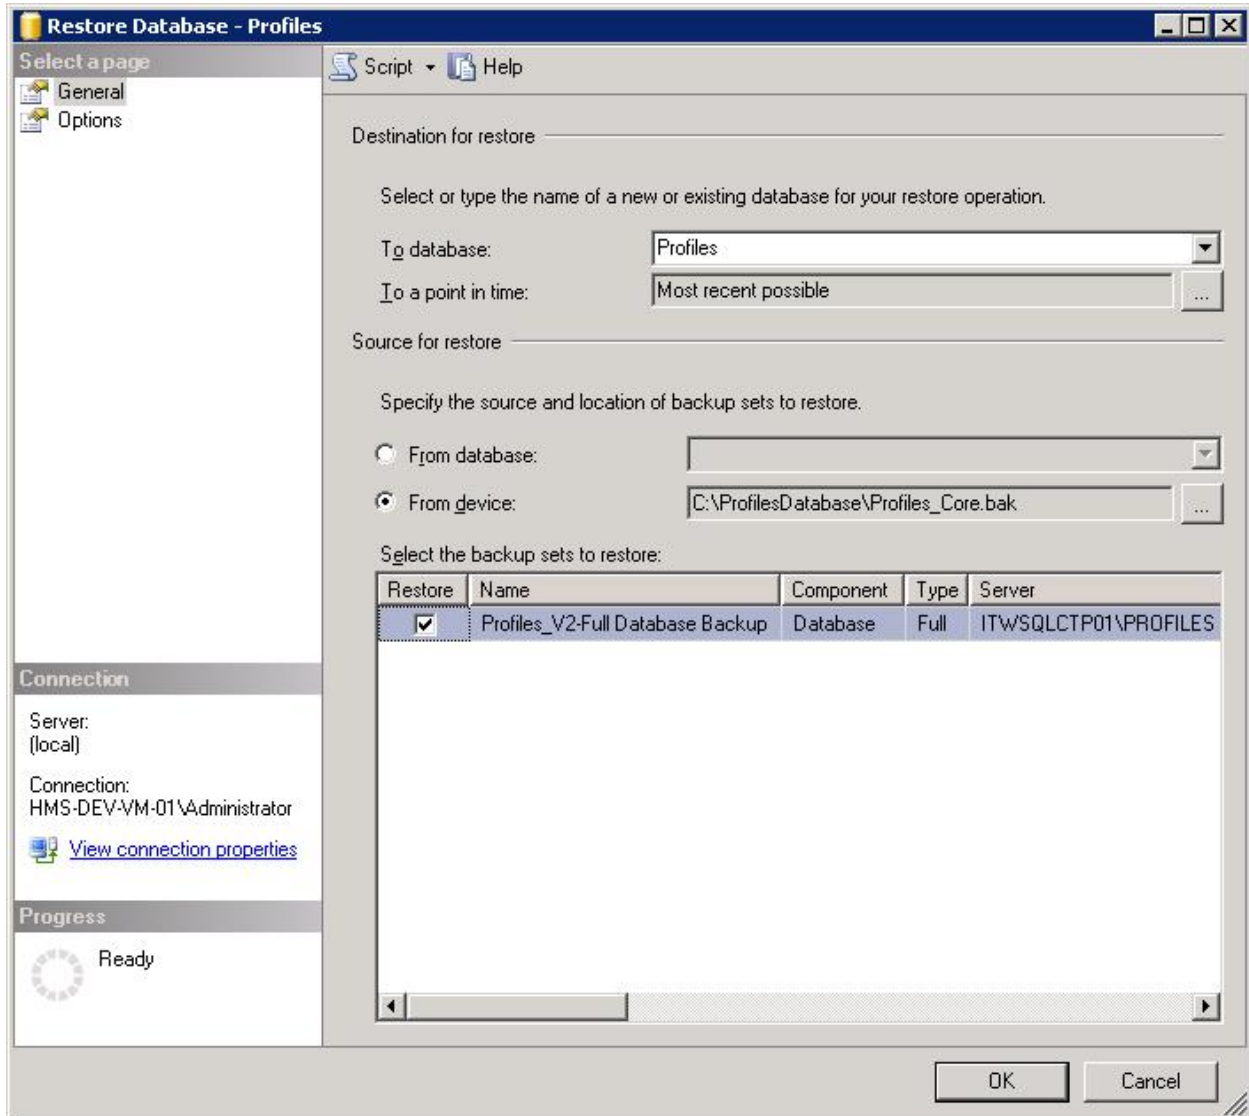 Restore Database - Profiles
Select a page
General
Options
Script
Help
Destination for restore
Select or type the name of a new or existing database for your restore operation.
To database:
Profiles
To a point in time:
Most recent possible
...
Source for restore
Specify the source and location of backup sets to restore.
From database:
From device:
C:\ProfilesDatabase\Profiles_Core.bak
...
Select the backup sets to restore:
Restore Name Component Type Server
Profiles_V2-Full Database Backup Database Full ITWSQLCTP01\PROFILES
Connection
Server:
(local)
Connection:
HMS-DEV-VM-01\Administrator
View connection properties
Progress
Ready
OK
Cancel